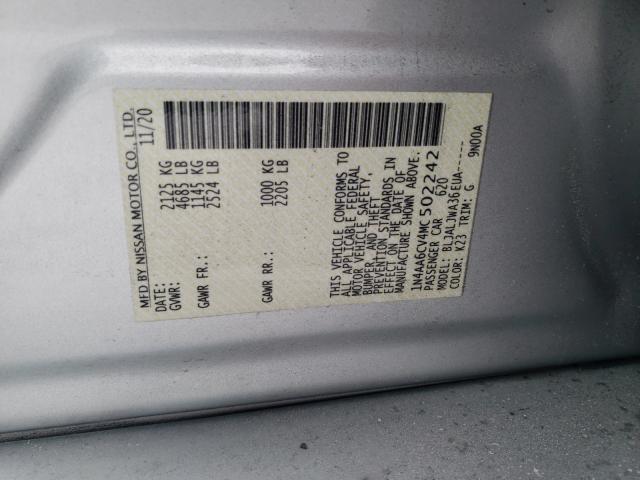 MFD BY NISSAN MOTOR CO., LTD.
DATE: 11/20
GVWR: 2125 KG
4685 LB
GAWR FR: 1145 KG
2524 LB
GAWR RR: 1000 KG
2205 LB
THIS VEHICLE CONFORMS TO
ALL APPLICABLE FEDERAL
MOTOR VEHICLE SAFETY,
BUMPER, AND THEFT
PREVENTION STANDARDS IN
EFFECT ON THE DATE OF
MANUFACTURE SHOWN ABOVE.
1N4AA6CV4MC502242
PASSENGER CAR 620
MODEL: BLJALJWA36EUA------
COLOR: K23 TRIM: G 9N00A